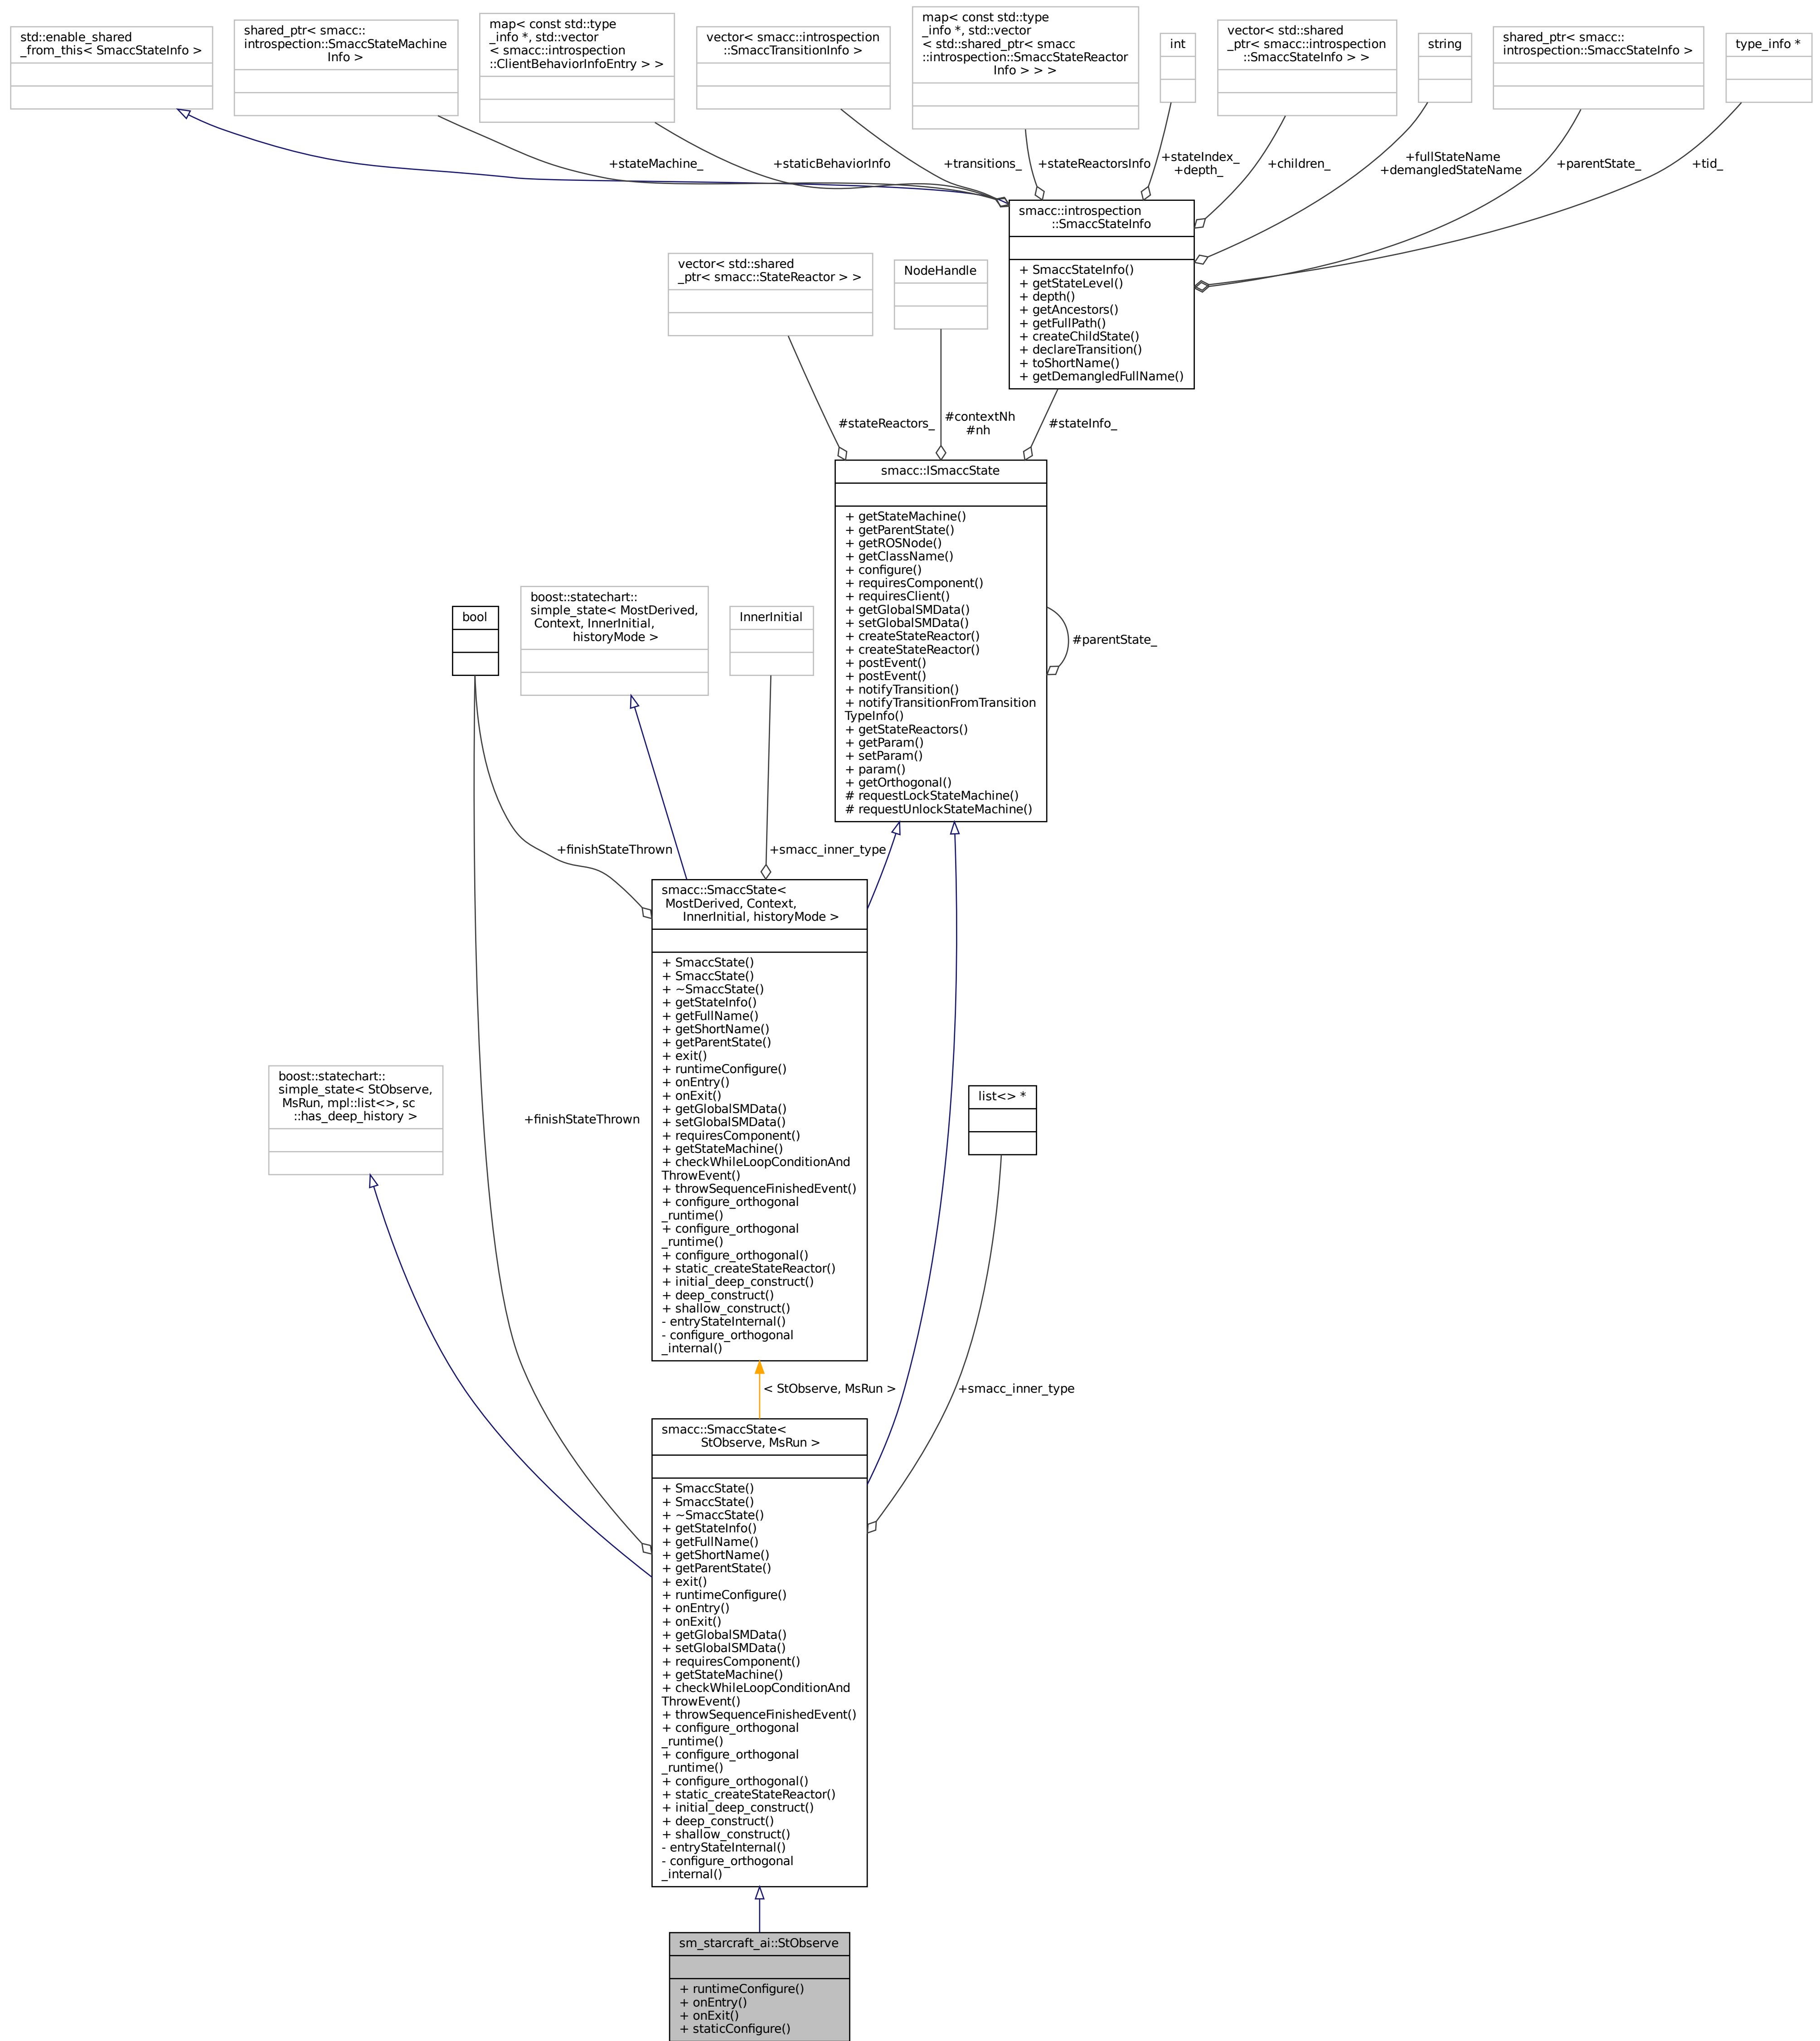 std::enable_shared
_from_this< SmaccStateInfo >
shared_ptr< smacc::
introspection::SmaccStateMachine
Info >
map< const std::type
_info *, std::vector
< smacc::introspection
::ClientBehaviorInfoEntry > >
vector< smacc::introspection
::SmaccTransitionInfo >
map< const std::type
_info *, std::vector
< std::shared_ptr< smacc
::introspection::SmaccStateReactor
Info > > >
int
vector< std::shared
_ptr< smacc::introspection
::SmaccStateInfo > >
string
shared_ptr< smacc::
introspection::SmaccStateInfo >
type_info *
+stateMachine_
+staticBehaviorInfo
+transitions_
+stateReactorsInfo
+stateIndex_
+depth_
+children_
+fullStateName
+demangledStateName
+parentState_
+tid_
smacc::introspection
::SmaccStateInfo
+ SmaccStateInfo()
+ getStateLevel()
+ depth()
+ getAncestors()
+ getFullPath()
+ createChildState()
+ declareTransition()
+ toShortName()
+ getDemangledFullName()
vector< std::shared
_ptr< smacc::StateReactor > >
NodeHandle
#stateReactors_
#contextNh
#nh
#stateInfo_
smacc::ISmaccState
+ getStateMachine()
+ getParentState()
+ getROSNode()
+ getClassName()
+ configure()
+ requiresComponent()
+ requiresClient()
+ getGlobalSMData()
+ setGlobalSMData()
+ createStateReactor()
+ createStateReactor()
+ postEvent()
+ postEvent()
+ notifyTransition()
+ notifyTransitionFromTransition
TypeInfo()
+ getStateReactors()
+ getParam()
+ setParam()
+ param()
+ getOrthogonal()
# requestLockStateMachine()
# requestUnlockStateMachine()
#parentState_
bool
boost::statechart::
simple_state< MostDerived,
Context, InnerInitial,
historyMode >
InnerInitial
+finishStateThrown
+smacc_inner_type
smacc::SmaccState<
MostDerived, Context,
InnerInitial, historyMode >
+ SmaccState()
+ SmaccState()
+ ~SmaccState()
+ getStateInfo()
+ getFullName()
+ getShortName()
+ getParentState()
+ exit()
+ runtimeConfigure()
+ onEntry()
+ onExit()
+ getGlobalSMData()
+ setGlobalSMData()
+ requiresComponent()
+ getStateMachine()
+ checkWhileLoopConditionAnd
ThrowEvent()
+ throwSequenceFinishedEvent()
+ configure_orthogonal
_runtime()
+ configure_orthogonal
_runtime()
+ configure_orthogonal()
+ static_createStateReactor()
+ initial_deep_construct()
+ deep_construct()
+ shallow_construct()
- entryStateInternal()
- configure_orthogonal
_internal()
boost::statechart::
simple_state< StObserve,
MsRun, mpl::list<>, sc
::has_deep_history >
+finishStateThrown
list<> *
< StObserve, MsRun >
+smacc_inner_type
smacc::SmaccState<
StObserve, MsRun >
+ SmaccState()
+ SmaccState()
+ ~SmaccState()
+ getStateInfo()
+ getFullName()
+ getShortName()
+ getParentState()
+ exit()
+ runtimeConfigure()
+ onEntry()
+ onExit()
+ getGlobalSMData()
+ setGlobalSMData()
+ requiresComponent()
+ getStateMachine()
+ checkWhileLoopConditionAnd
ThrowEvent()
+ throwSequenceFinishedEvent()
+ configure_orthogonal
_runtime()
+ configure_orthogonal
_runtime()
+ configure_orthogonal()
+ static_createStateReactor()
+ initial_deep_construct()
+ deep_construct()
+ shallow_construct()
- entryStateInternal()
- configure_orthogonal
_internal()
sm_starcraft_ai::StObserve
+ runtimeConfigure()
+ onEntry()
+ onExit()
+ staticConfigure()